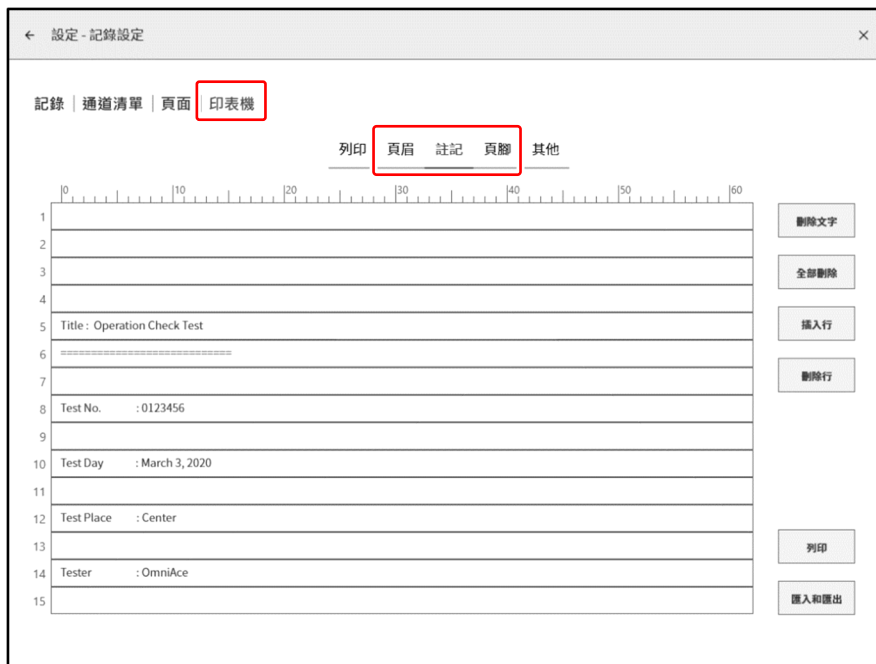 ← 設定 - 記錄設定 ×
記錄 | 通道清單 | 頁面 | 印表機
列印 頁眉 註記 頁腳 其他
0 10 20 30 40 50 60
1
2
3
4
5 Title : Operation Check Test
6 ============================
7
8 Test No. : 0123456
9
10 Test Day : March 3, 2020
11
12 Test Place : Center
13
14 Tester : OmniAce
15
刪除文字
全部刪除
插入行
刪除行
列印
匯入和匯出